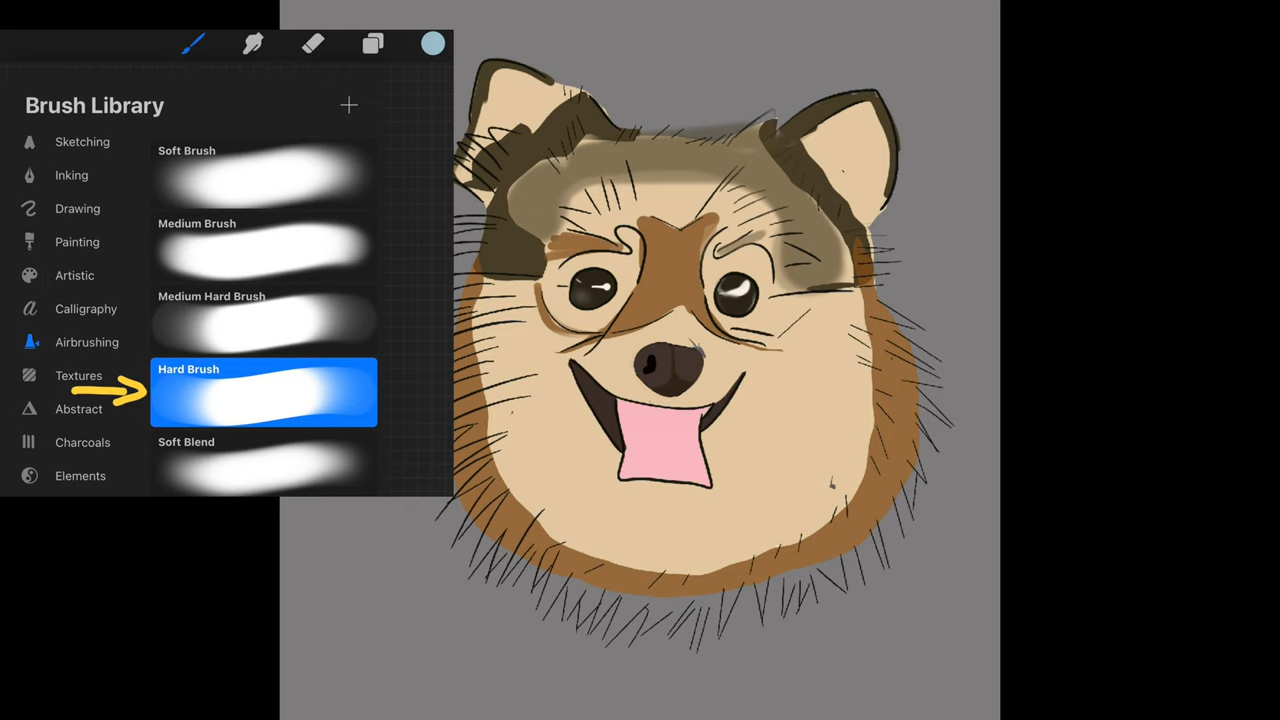 Brush Library
Sketching
Inking
Drawing
Painting
Artistic
Calligraphy
Airbrushing
Textures
Abstract
Charcoals
Elements
Soft Brush
Medium Brush
Medium Hard Brush
Hard Brush
Soft Blend